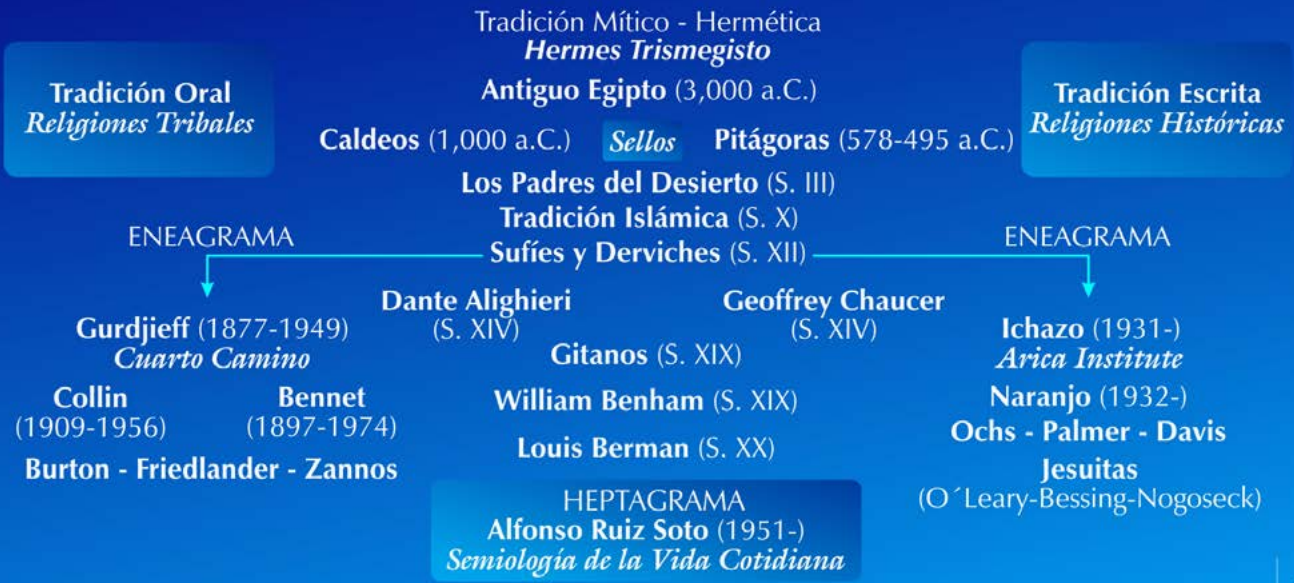 Tradición Mítico - Hermética
Hermes Trismegisto
Tradición Oral
Religiones Tribales
Antiguo Egipto (3,000 a.C.)
Tradición Escrita
Religiones Históricas
Caldeos (1,000 a.C.)
Sellos
Pitágoras (578-495 a.C.)
Los Padres del Desierto (S. III)
Tradición Islámica (S. X)
ENEAGRAMA
Sufíes y Derviches (S. XII)
ENEAGRAMA
Gurdjieff (1877-1949)
Cuarto Camino
Dante Alighieri
(S. XIV)
Geoffrey Chaucer
(S. XIV)
Ichazo (1931-)
Arica Institute
Gitanos (S. XIX)
Collin
(1909-1956)
Bennet
(1897-1974)
William Benham (S. XIX)
Naranjo (1932-)
Ochs - Palmer - Davis
Burton - Friedlander - Zannos
Louis Berman (S. XX)
Jesuitas
(O´Leary-Bessing-Nogoseck)
HEPTAGRAMA
Alfonso Ruiz Soto (1951-)
Semiología de la Vida Cotidiana